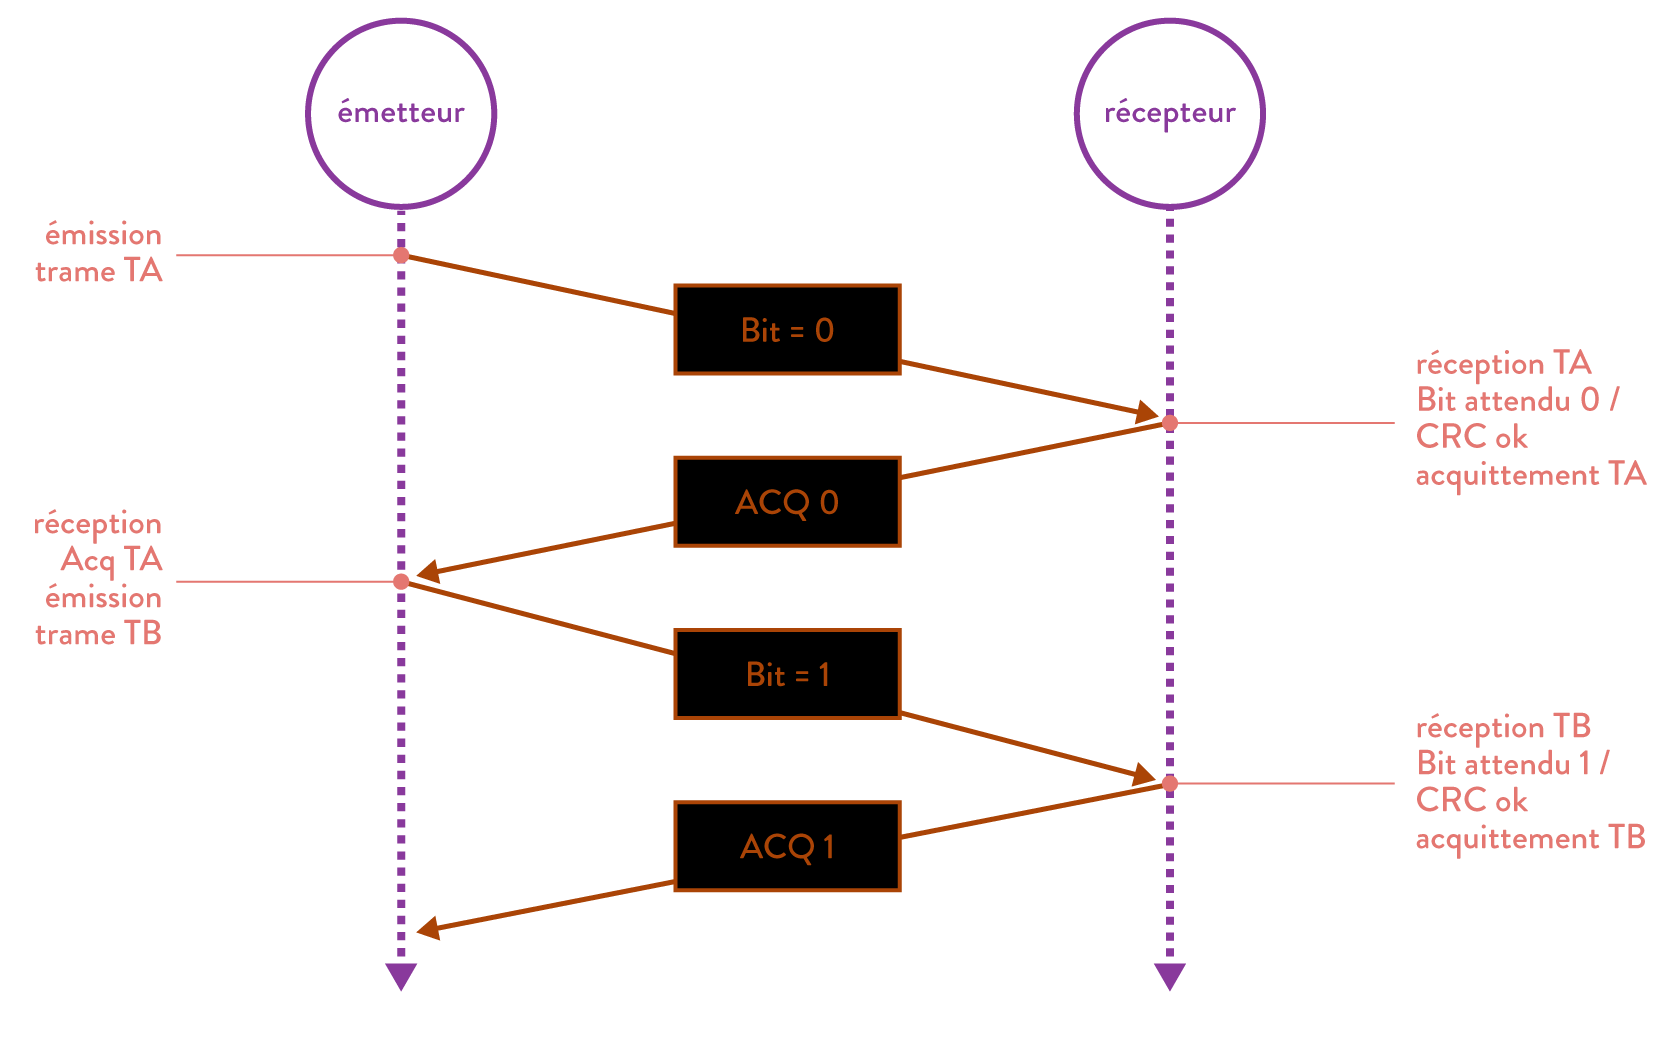 émetteur
récepteur
émission
trame TA
Bit = 0
réception TA
Bit attendu 0 /
CRC ok
acquittement TA
ACQ 0
réception
Acq TA
émission
trame TB
Bit = 1
réception TB
Bit attendu 1 /
CRC ok
acquittement TB
ACQ 1